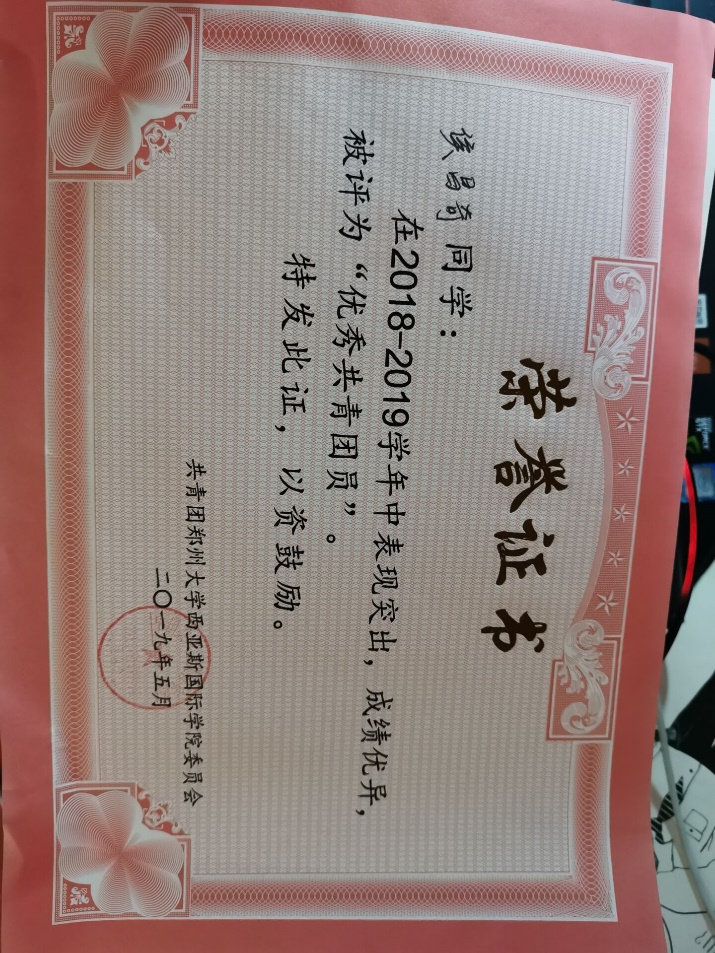 荣誉证书
侯昌奇 同学：
在2018-2019学年中表现突出，成绩优异，
被评为“优秀共青团员”。
特发此证，以资鼓励。
共青团郑州大学西亚斯国际学院委员会
二〇一九年五月